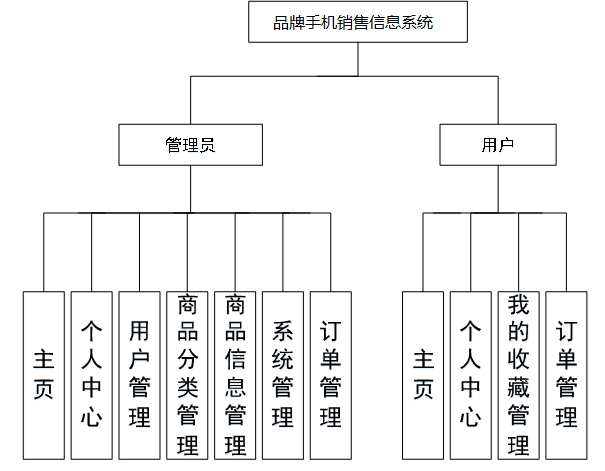 品牌手机销售信息系统
管理员
用户
主页
个人中心
用户管理
商品分类管理
商品信息管理
系统管理
订单管理
主页
个人中心
我的收藏管理
订单管理